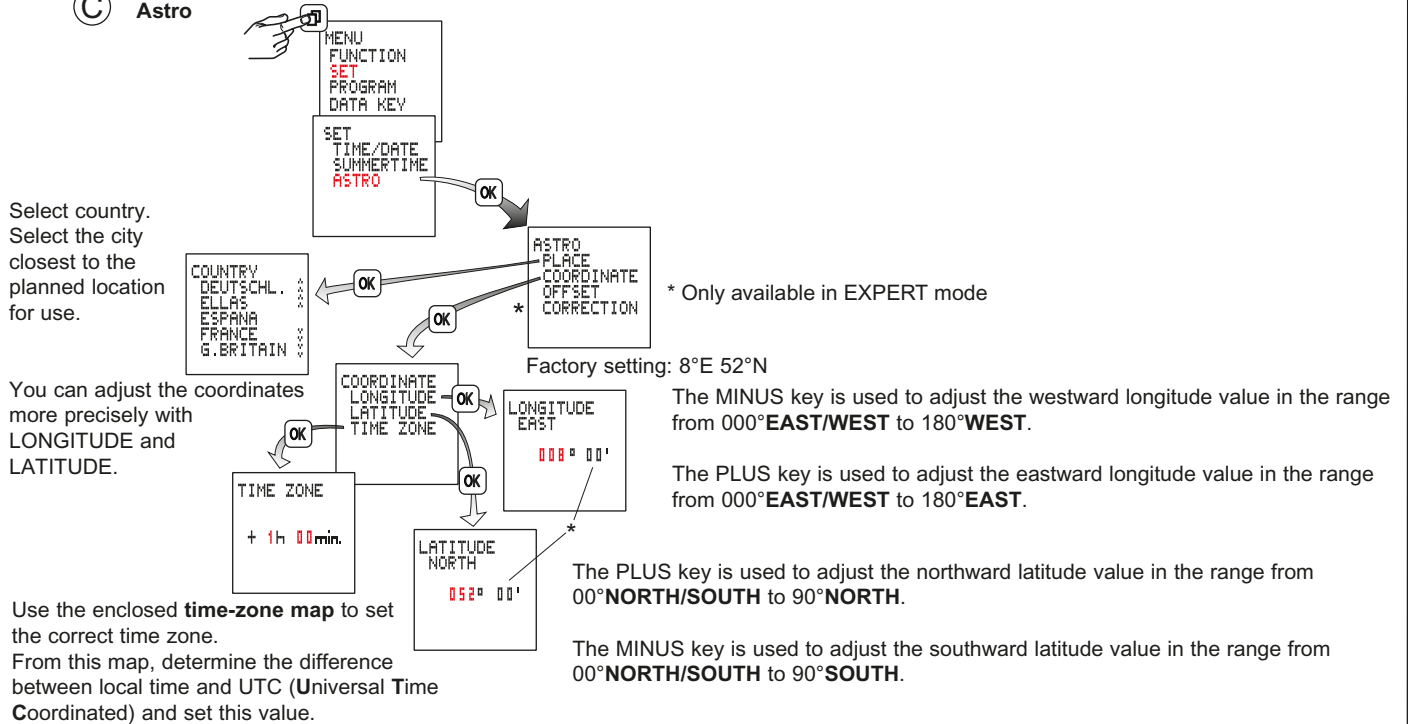 C Astro
MENU
FUNCTION
SET
PROGRAM
DATA KEY
SET
TIME/DATE
SUMMERTIME
ASTRO
OK
Select country.
Select the city
closest to the
planned location
for use.
COUNTRY
DEUTSCHL.
ELLAS
ESPANA
FRANCE
G.BRITAIN
OK
OK
ASTRO
PLACE
COORDINATE
OFFSET
* CORRECTION
* Only available in EXPERT mode
Factory setting: 8°E 52°N
You can adjust the coordinates
more precisely with
LONGITUDE and
LATITUDE.
COORDINATE
LONGITUDE
LATITUDE
TIME ZONE
OK
OK
OK
LONGITUDE
EAST
008° 00'
*
The MINUS key is used to adjust the westward longitude value in the range
from 000°EAST/WEST to 180°WEST.
The PLUS key is used to adjust the eastward longitude value in the range
from 000°EAST/WEST to 180°EAST.
TIME ZONE
+ 1h 00min.
LATITUDE
NORTH
052° 00'
The PLUS key is used to adjust the northward latitude value in the range from
00°NORTH/SOUTH to 90°NORTH.
The MINUS key is used to adjust the southward latitude value in the range from
00°NORTH/SOUTH to 90°SOUTH.
Use the enclosed time-zone map to set
the correct time zone.
From this map, determine the difference
between local time and UTC (Universal Time
Coordinated) and set this value.